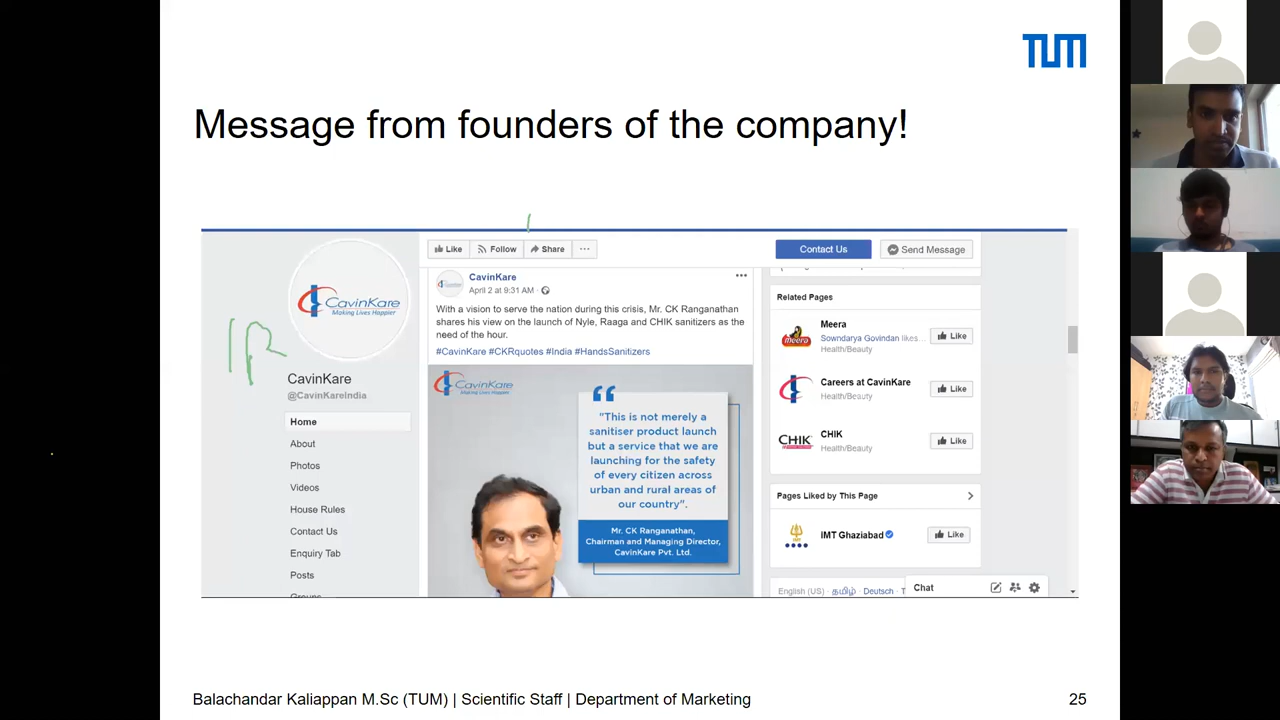 TUM
Message from founders of the company!
Like
Follow
Share
Contact Us
Send Message
CavinKare
Making Lives Happier
CavinKare
@CavinKareIndia
Home
About
Photos
Videos
House Rules
Contact Us
Enquiry Tab
Posts
Groups
CavinKare
April 2 at 9:31 AM
With a vision to serve the nation during this crisis, Mr. CK Ranganathan
shares his view on the launch of Nyle, Raaga and CHIK sanitizers as the
need of the hour.
#CavinKare #CKRquotes #India #HandsSanitizers
CavinKare
Making Lives Happier
"This is not merely a
sanitiser product launch
but a service that we are
launching for the safety
of every citizen across
urban and rural areas of
our country".
Mr. CK Ranganathan,
Chairman and Managing Director,
CavinKare Pvt. Ltd.
Related Pages
Meera
Meera
Sowndarya Govindan likes...
Health/Beauty
Like
Careers at CavinKare
Health/Beauty
Like
CHIK
CHIK
Health/Beauty
Like
Pages Liked by This Page
IMT Ghaziabad
Like
English (US) · தமிழ் · Deutsch ·
Chat
Balachandar Kaliappan M.Sc (TUM) | Scientific Staff | Department of Marketing
25